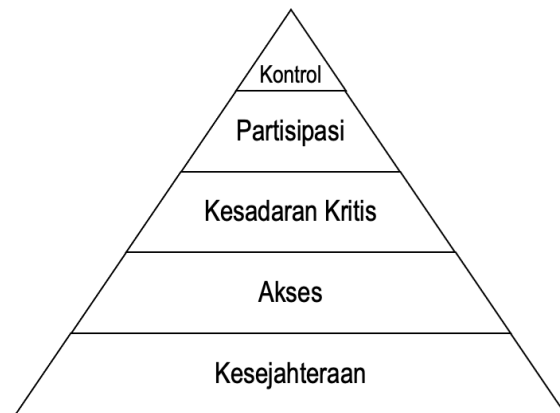 Kontrol
Partisipasi
Kesadaran Kritis
Akses
Kesejahteraan